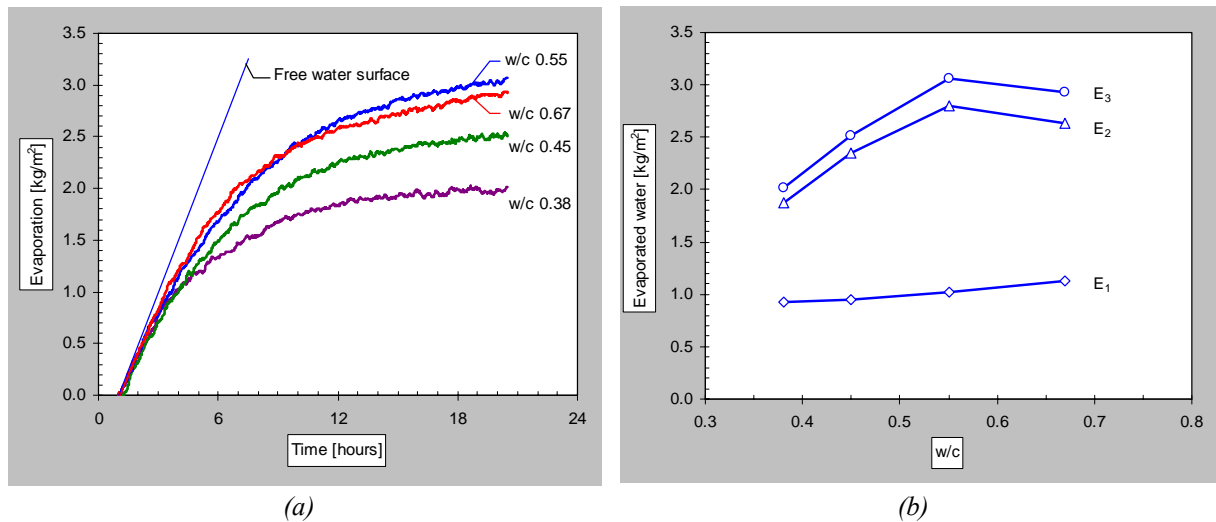 3.5
3.0
2.5
2.0
1.5
1.0
0.5
0.0
Evaporation [kg/m²]
0
6
12
18
24
Time [hours]
Free water surface
w/c 0.55
w/c 0.67
w/c 0.45
w/c 0.38
(a)
3.5
3.0
2.5
2.0
1.5
1.0
0.5
0.0
Evaporated water [kg/m²]
0.3
0.4
0.5
0.6
0.7
0.8
w/c
E₃
E₂
E₁
(b)